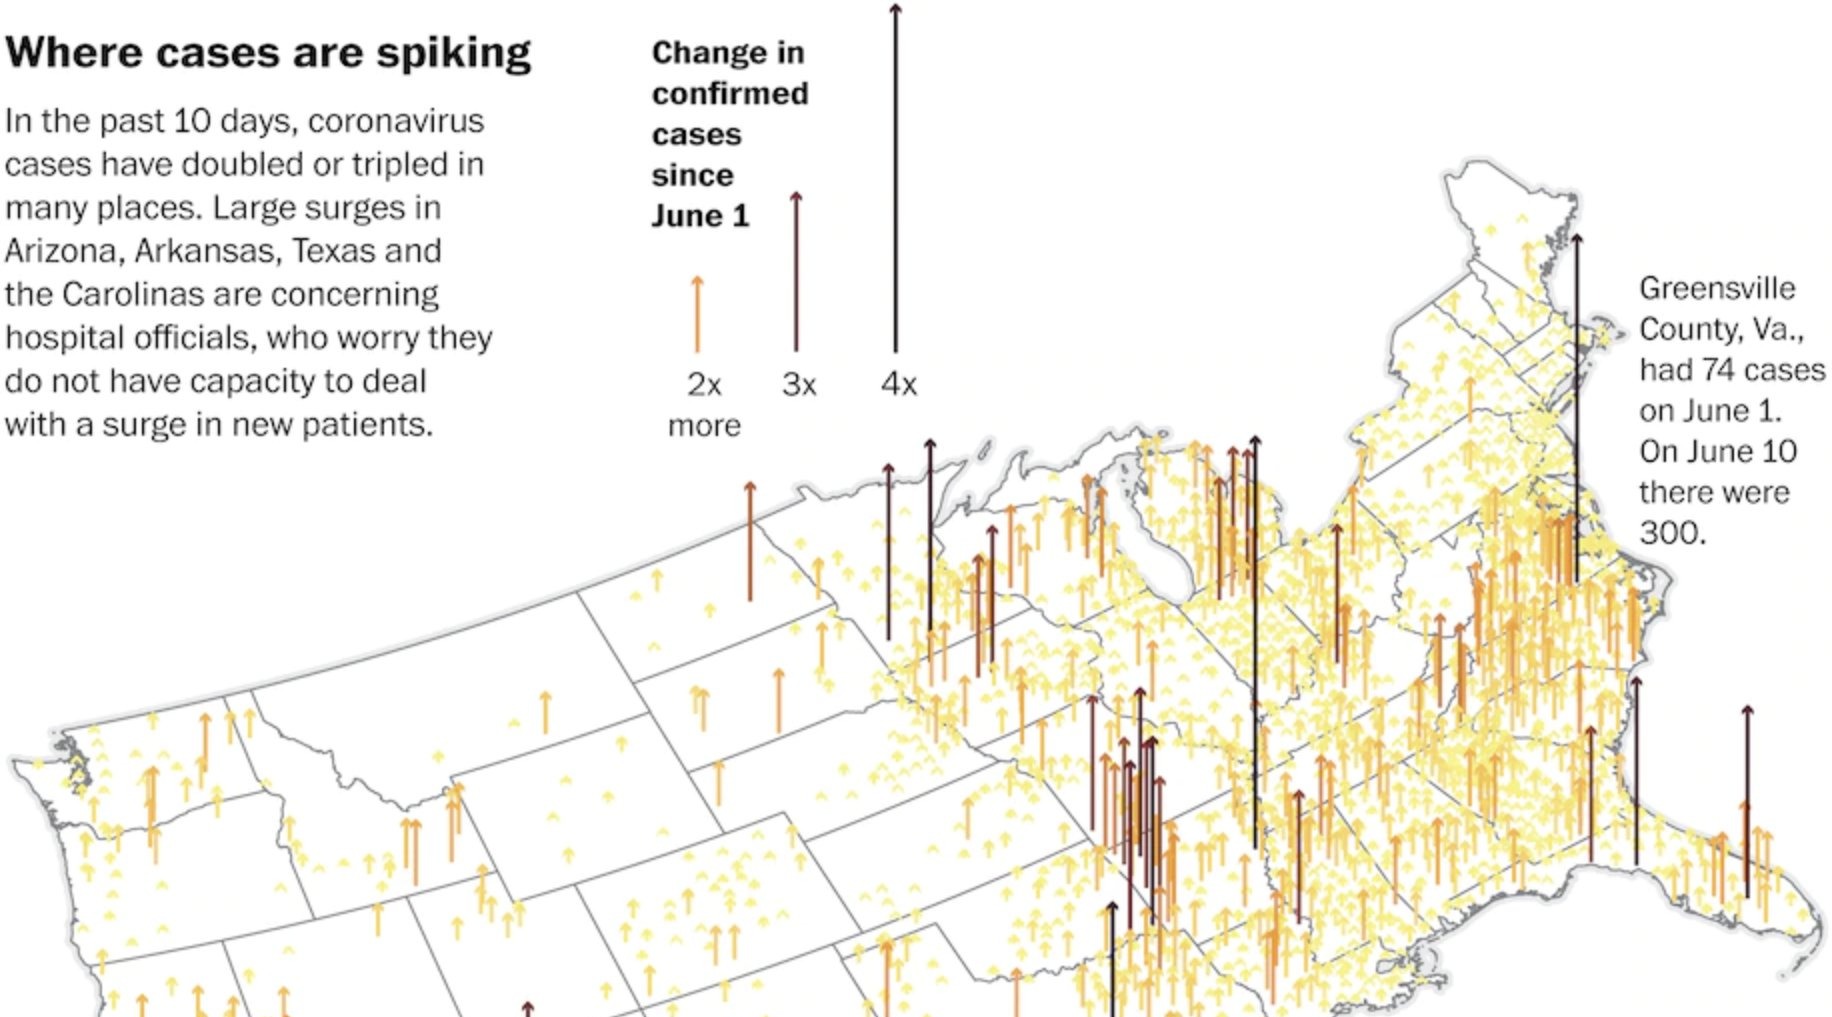 Where cases are spiking
In the past 10 days, coronavirus
cases have doubled or tripled in
many places. Large surges in
Arizona, Arkansas, Texas and
the Carolinas are concerning
hospital officials, who worry they
do not have capacity to deal
with a surge in new patients.
Change in
confirmed
cases
since
June 1
2x
more
3x
4x
Greensville
County, Va.,
had 74 cases
on June 1.
On June 10
there were
300.